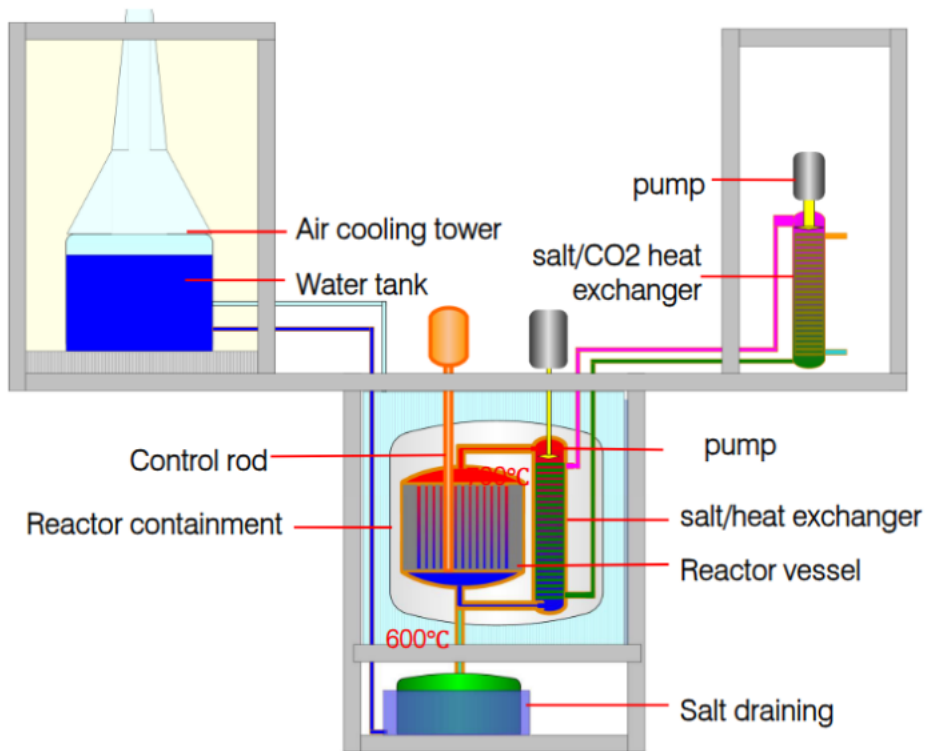 pump
Air cooling tower
salt/CO2 heat
exchanger
Water tank
Control rod
pump
700°C
Reactor containment
salt/heat exchanger
Reactor vessel
600°C
Salt draining